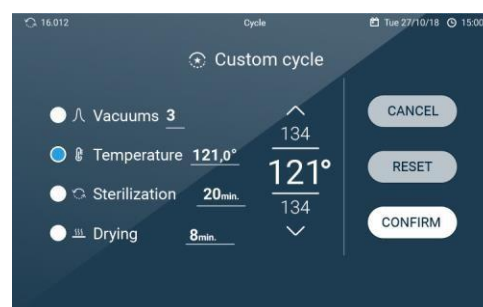 16.012 Cycle Tue 27/10/18 15:00
Custom cycle
Vacuums 3
Temperature 121,0°
Sterilization 20min.
Drying 8min.
134
121°
134
CANCEL
RESET
CONFIRM